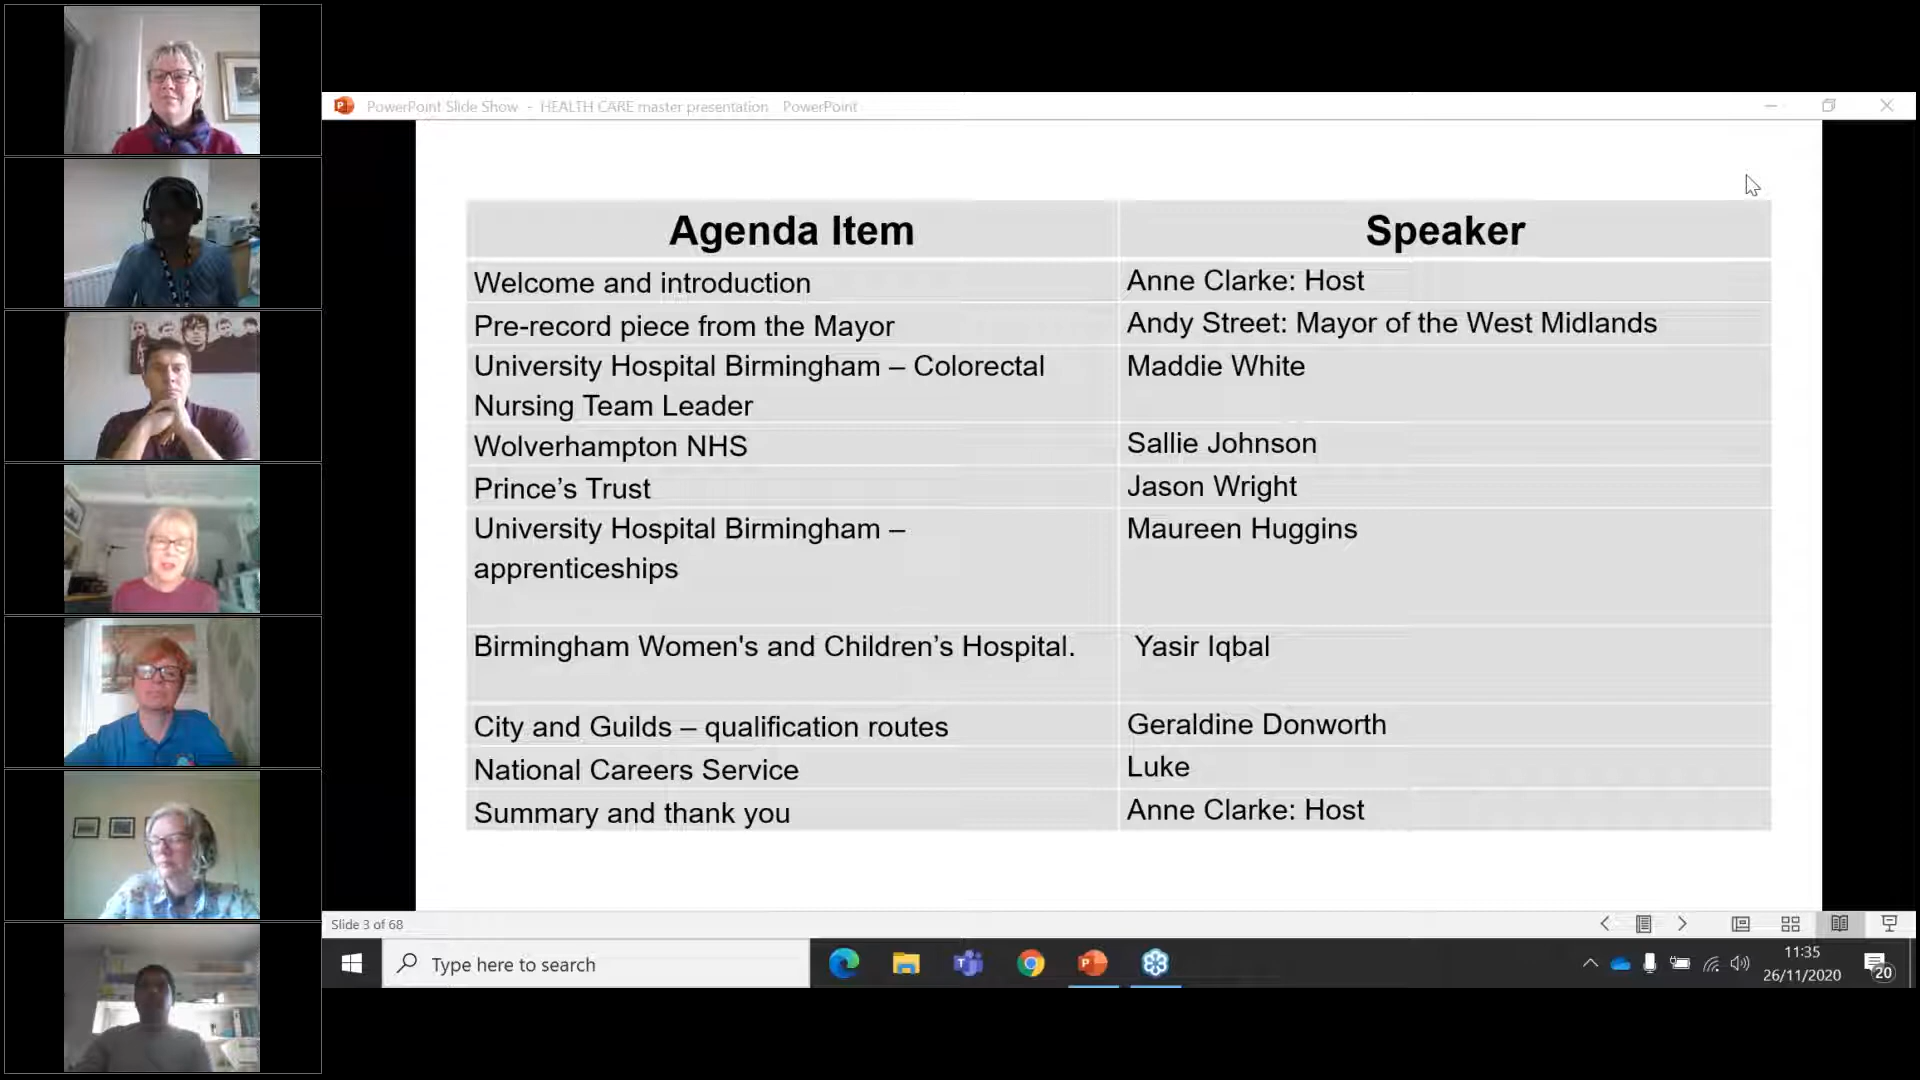 PowerPoint Slide Show - HEALTH CARE master presentation PowerPoint
Agenda Item Speaker
Welcome and introduction Anne Clarke: Host
Pre-record piece from the Mayor Andy Street: Mayor of the West Midlands
University Hospital Birmingham – Colorectal Maddie White
Nursing Team Leader
Wolverhampton NHS Sallie Johnson
Prince’s Trust Jason Wright
University Hospital Birmingham – Maureen Huggins
apprenticeships
Birmingham Women's and Children’s Hospital. Yasir Iqbal
City and Guilds – qualification routes Geraldine Donworth
National Careers Service Luke
Summary and thank you Anne Clarke: Host
Slide 3 of 68
Type here to search
11:35
26/11/2020
20